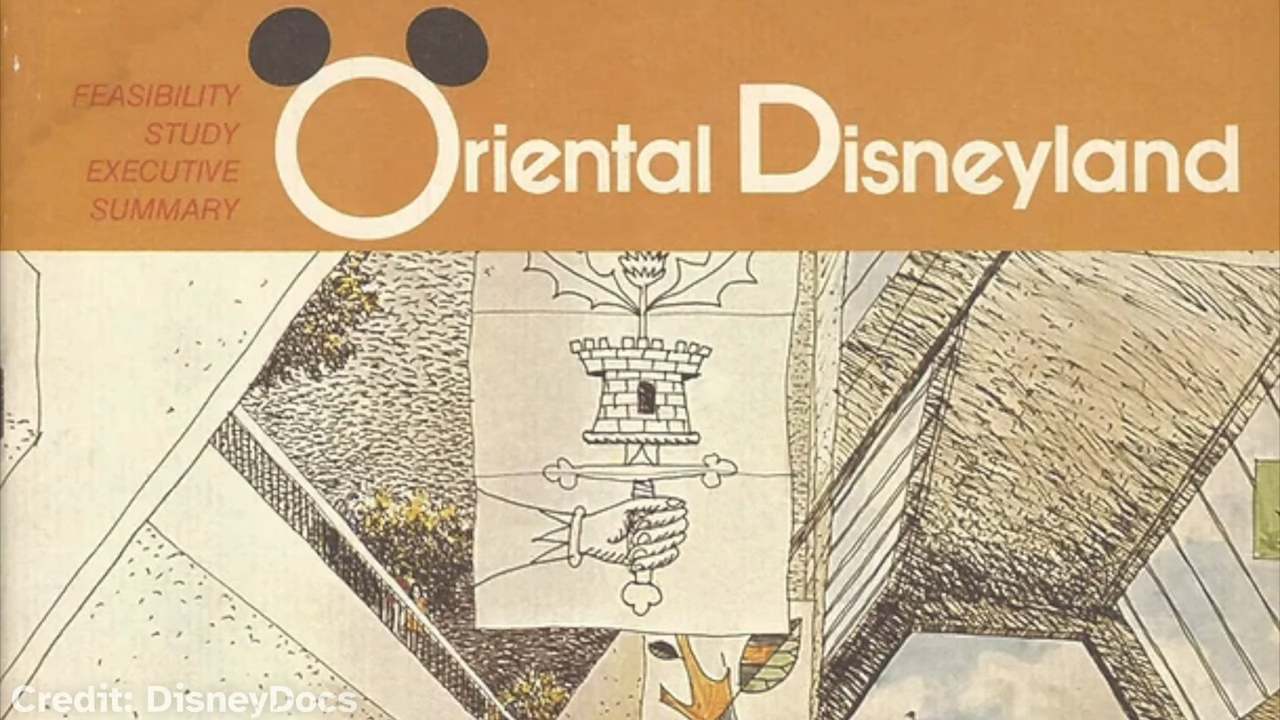 FEASIBILITY
STUDY
EXECUTIVE
SUMMARY
Oriental Disneyland
Credit: DisneyDocs